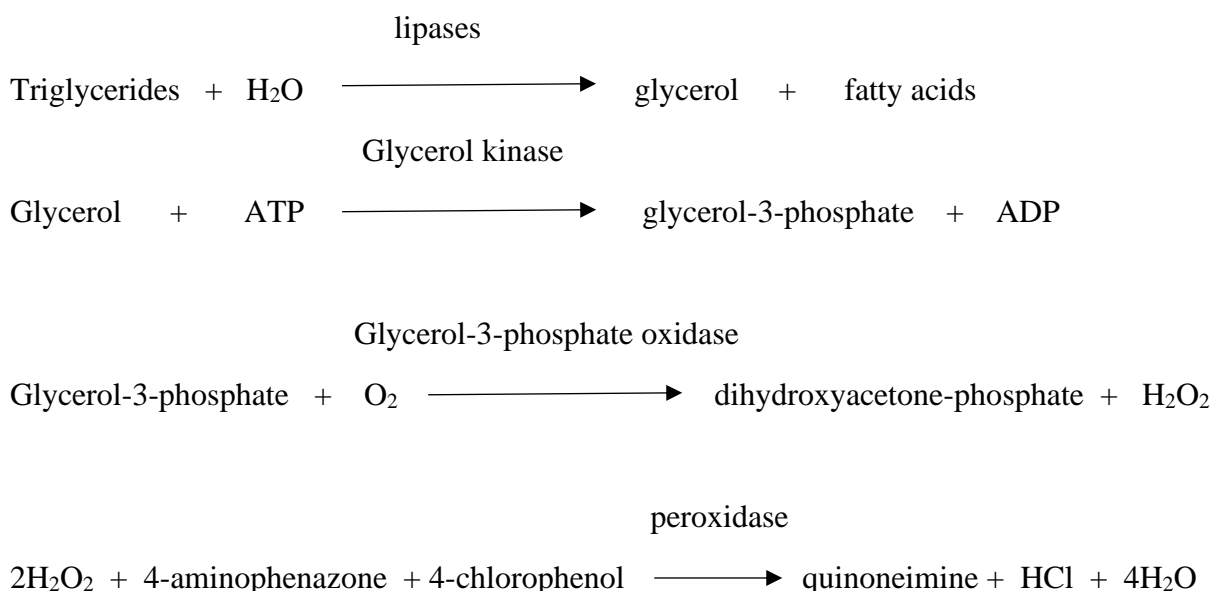 lipases
Triglycerides + H₂O glycerol + fatty acids
Glycerol kinase
Glycerol + ATP glycerol-3-phosphate + ADP
Glycerol-3-phosphate oxidase
Glycerol-3-phosphate + O₂ dihydroxyacetone-phosphate + H₂O₂
peroxidase
2H₂O₂ + 4-aminophenazone + 4-chlorophenol quinoneimine + HCl + 4H₂O